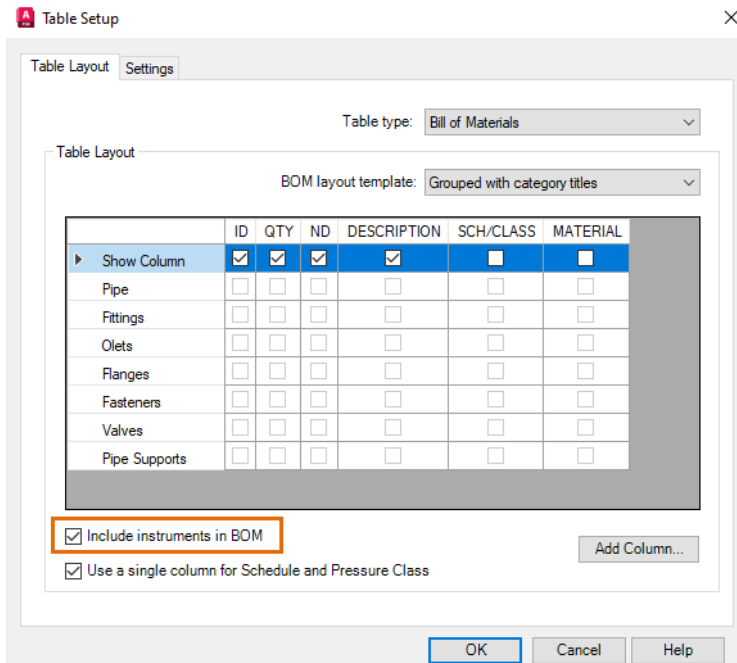 Table Setup
Table Layout Settings
Table type: Bill of Materials
Table Layout
BOM layout template: Grouped with category titles
ID QTY ND DESCRIPTION SCH/CLASS MATERIAL
Show Column
Pipe
Fittings
Olets
Flanges
Fasteners
Valves
Pipe Supports
Include instruments in BOM
Add Column...
Use a single column for Schedule and Pressure Class
OK Cancel Help